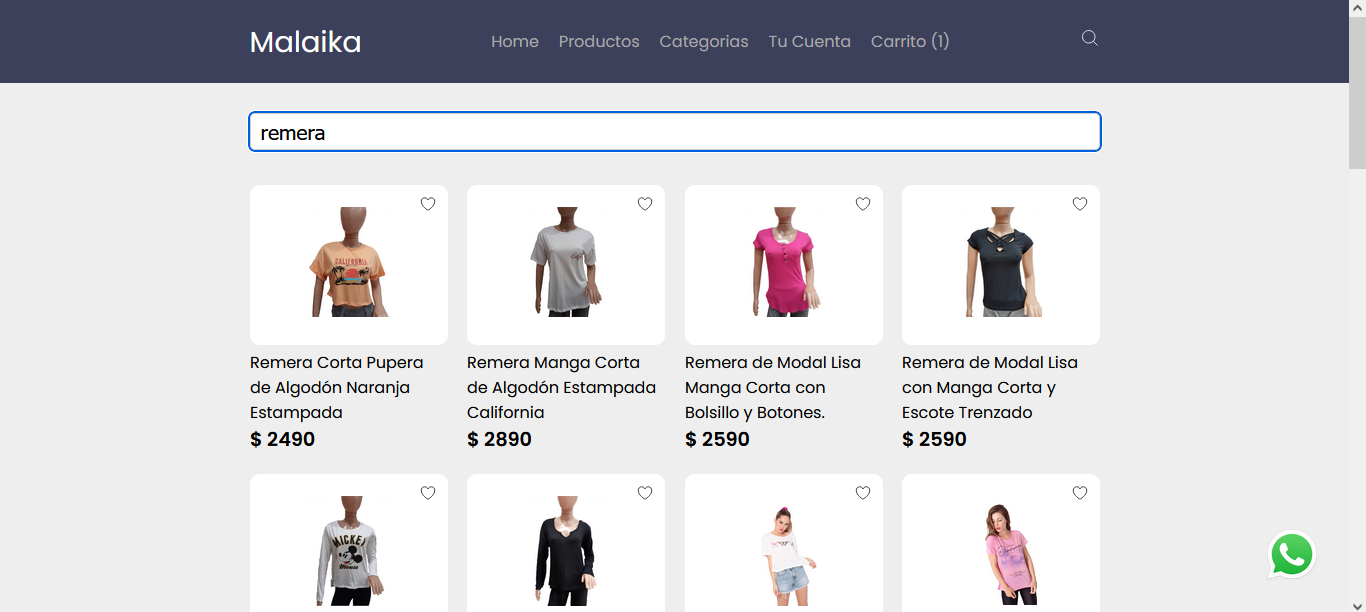 Malaika
Home Productos Categorias Tu Cuenta Carrito (1)
remera
Remera Corta Pupera
de Algodón Naranja
Estampada
$ 2490
Remera Manga Corta
de Algodón Estampada
California
$ 2890
Remera de Modal Lisa
Manga Corta con
Bolsillo y Botones.
$ 2590
Remera de Modal Lisa
con Manga Corta y
Escote Trenzado
$ 2590
CALIFORNIA
MICKEY
Mouse